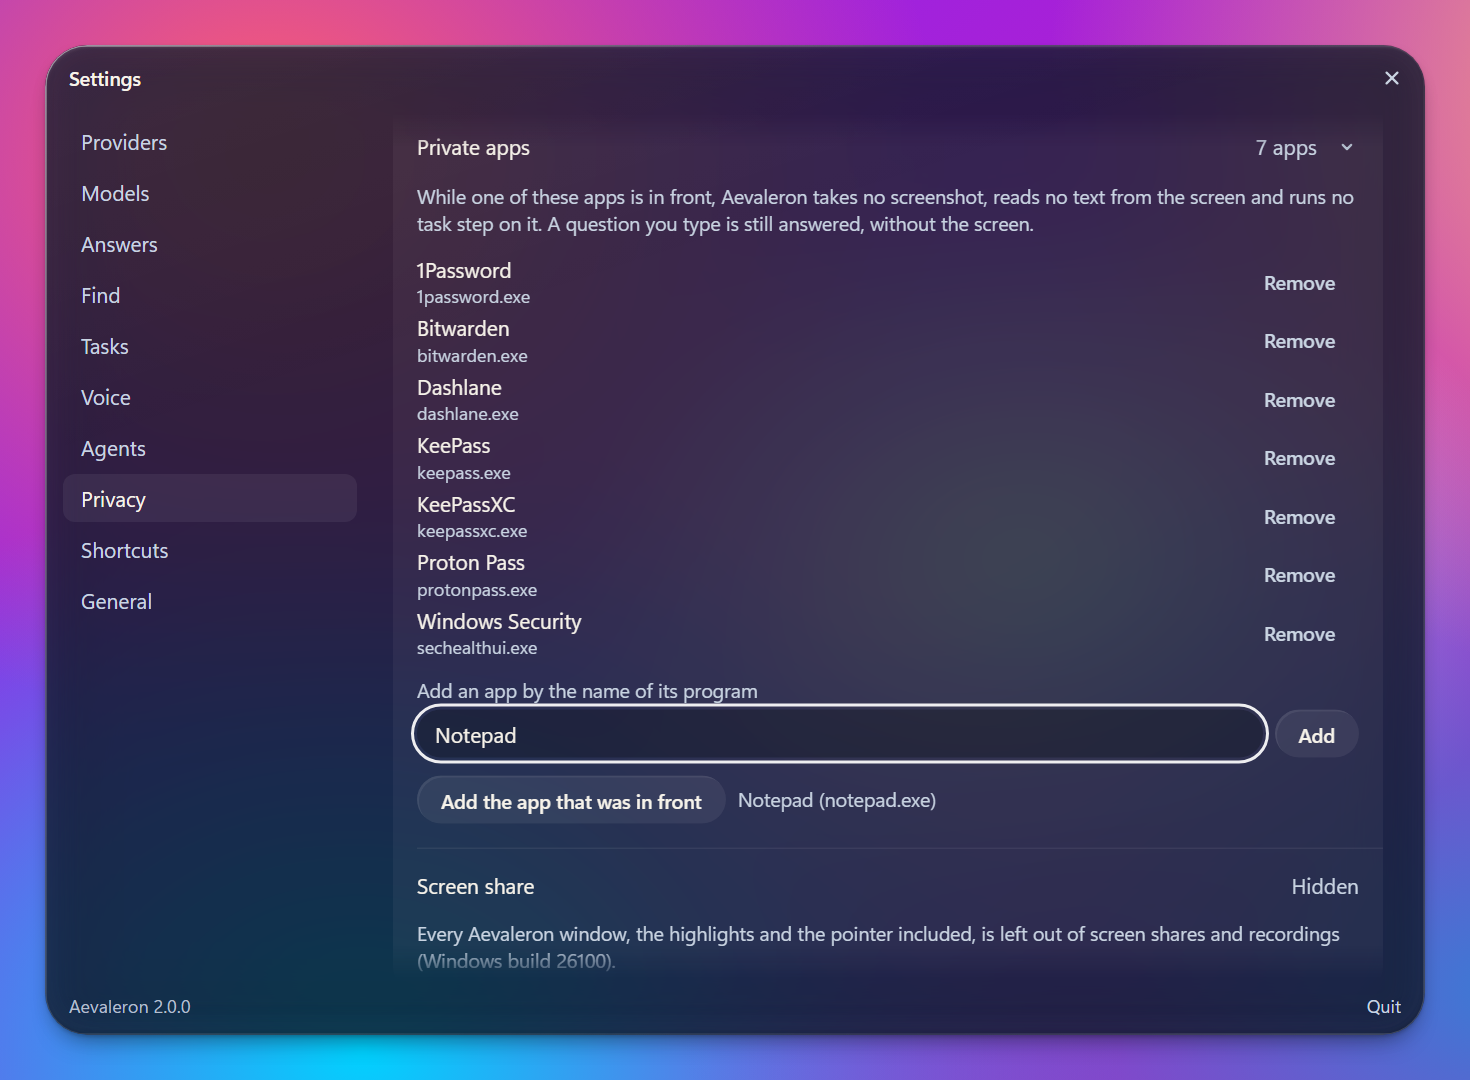 Settings
Providers
Models
Answers
Find
Tasks
Voice
Agents
Privacy
Shortcuts
General
Private apps
7 apps
While one of these apps is in front, Aevaleron takes no screenshot, reads no text from the screen and runs no
task step on it. A question you type is still answered, without the screen.
1Password
1password.exe
Remove
Bitwarden
bitwarden.exe
Remove
Dashlane
dashlane.exe
Remove
KeePass
keepass.exe
Remove
KeePassXC
keepassxc.exe
Remove
Proton Pass
protonpass.exe
Remove
Windows Security
sechealthui.exe
Remove
Add an app by the name of its program
Notepad
Add
Add the app that was in front
Notepad (notepad.exe)
Screen share
Hidden
Every Aevaleron window, the highlights and the pointer included, is left out of screen shares and recordings
(Windows build 26100).
Aevaleron 2.0.0
Quit